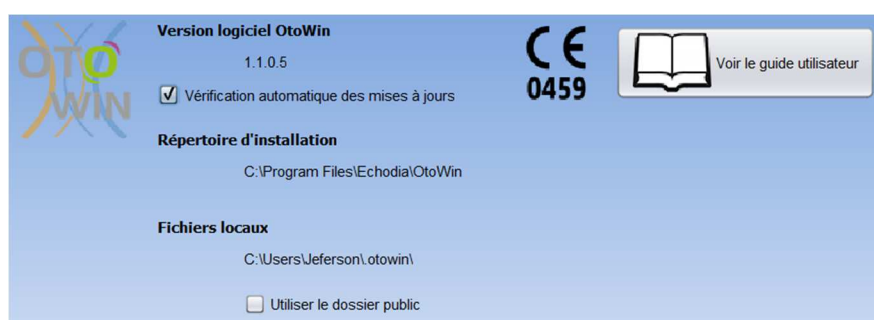 OTO
WIN
Version logiciel OtoWin
1.1.0.5
Vérification automatique des mises à jours
CE
0459
Voir le guide utilisateur
Répertoire d'installation
C:\Program Files\Echodia\OtoWin
Fichiers locaux
C:\Users\Jeferson\.otowin\
Utiliser le dossier public